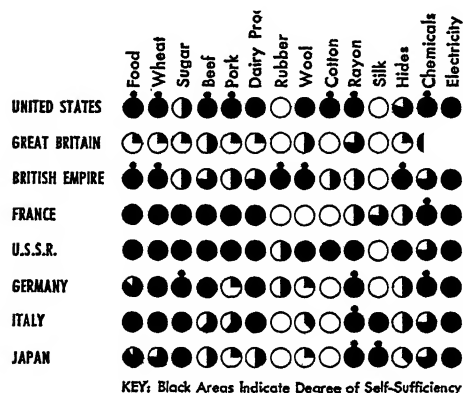 Food
Wheat
Sugar
Beef
Pork
Dairy Proc
Rubber
Wool
Cotton
Rayon
Silk
Hides
Chemicals
Electricity
UNITED STATES
GREAT BRITAIN
BRITISH EMPIRE
FRANCE
U.S.S.R.
GERMANY
ITALY
JAPAN
KEY: Black Areas Indicate Degree of Self-Sufficiency